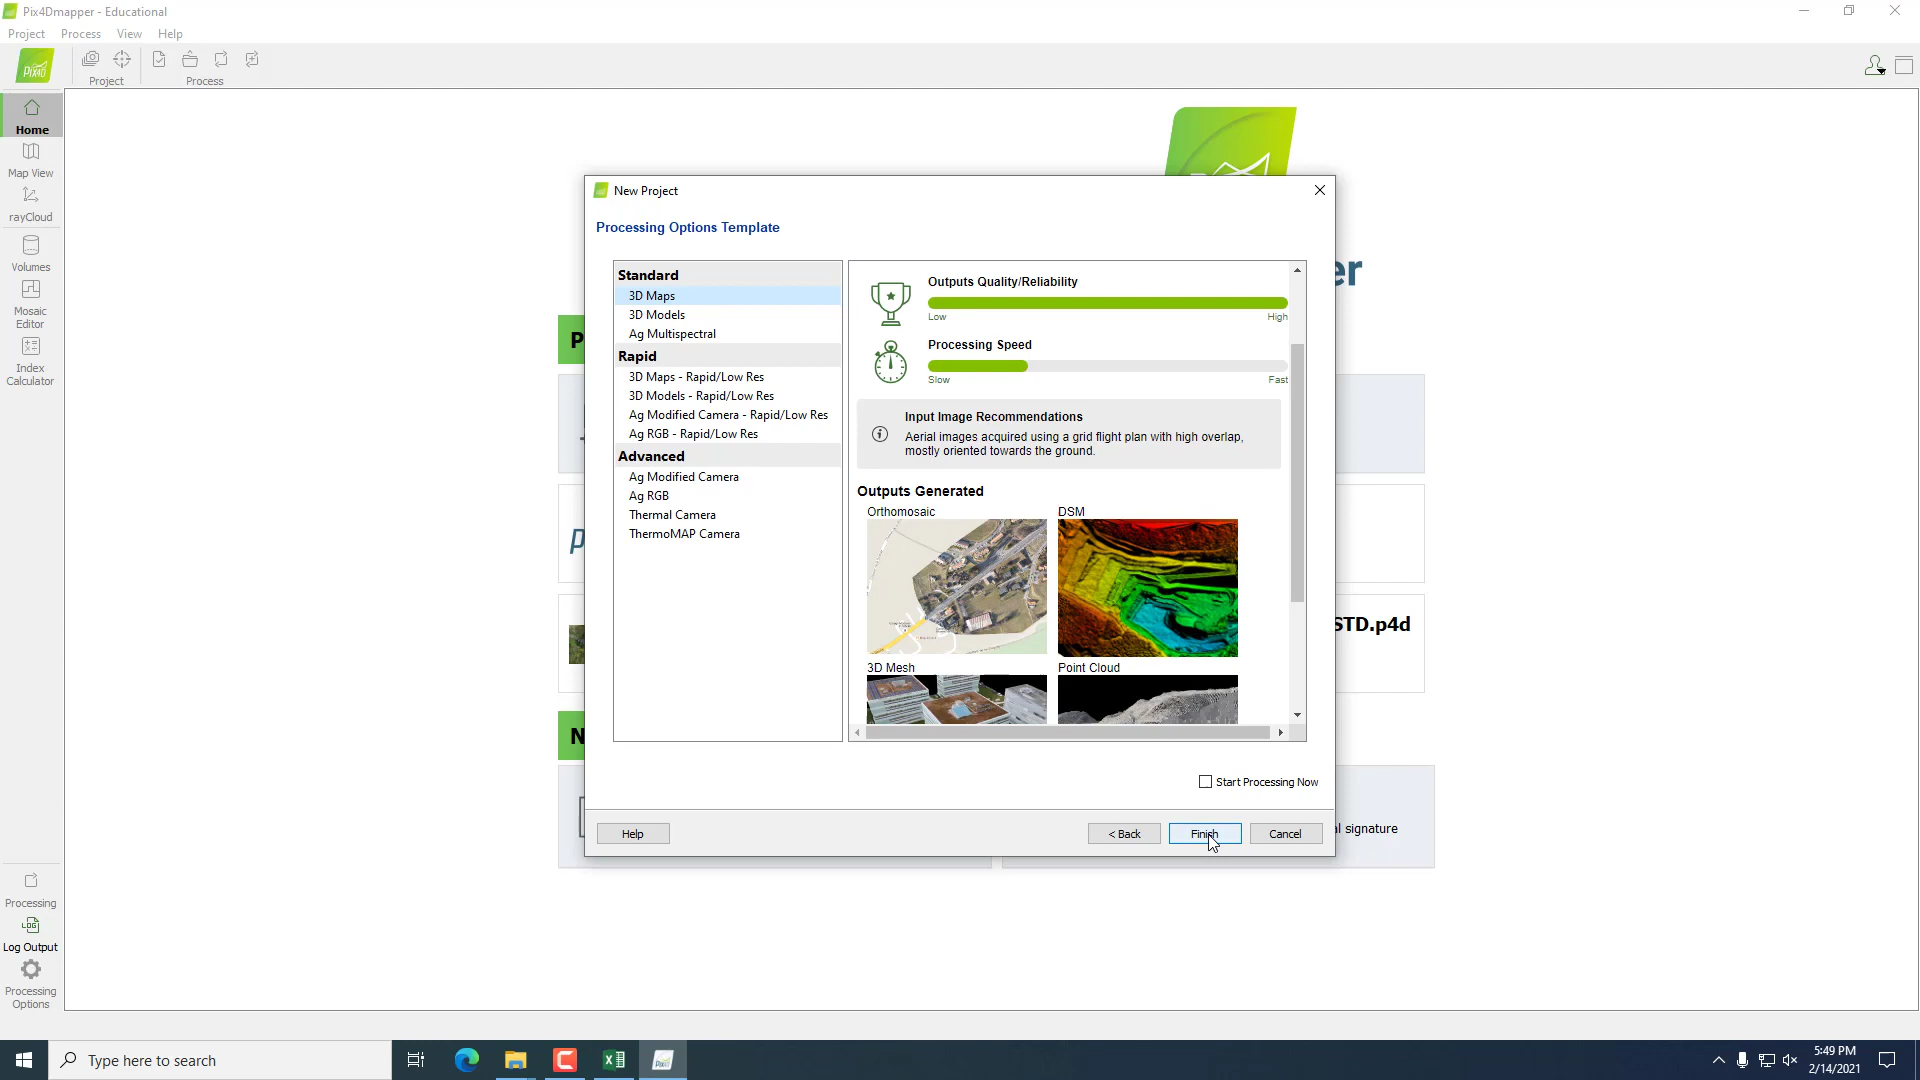 Pix4Dmapper - Educational
Project Process View Help
PIX4D
Project
Process
Home
Map View
rayCloud
Volumes
Mosaic
Editor
Index
Calculator
Processing
Log Output
Processing
Options
er
P
STD.p4d
N
l signature
New Project
Processing Options Template
Standard
3D Maps
3D Models
Ag Multispectral
Rapid
3D Maps - Rapid/Low Res
3D Models - Rapid/Low Res
Ag Modified Camera - Rapid/Low Res
Ag RGB - Rapid/Low Res
Advanced
Ag Modified Camera
Ag RGB
Thermal Camera
ThermoMAP Camera
Outputs Quality/Reliability
Low High
Processing Speed
Slow Fast
Input Image Recommendations
Aerial images acquired using a grid flight plan with high overlap,
mostly oriented towards the ground.
Outputs Generated
Orthomosaic DSM
3D Mesh Point Cloud
Start Processing Now
Help < Back Finish Cancel
LOG
Type here to search
5:49 PM
2/14/2021